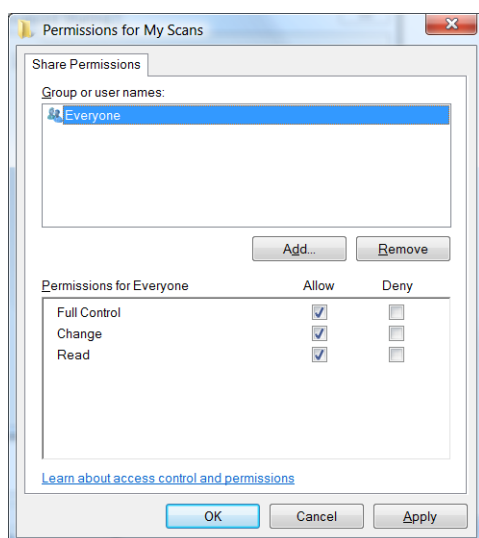 Permissions for My Scans
Share Permissions
Group or user names:
Everyone
Add... Remove
Permissions for Everyone Allow Deny
Full Control
Change
Read
Learn about access control and permissions
OK Cancel Apply